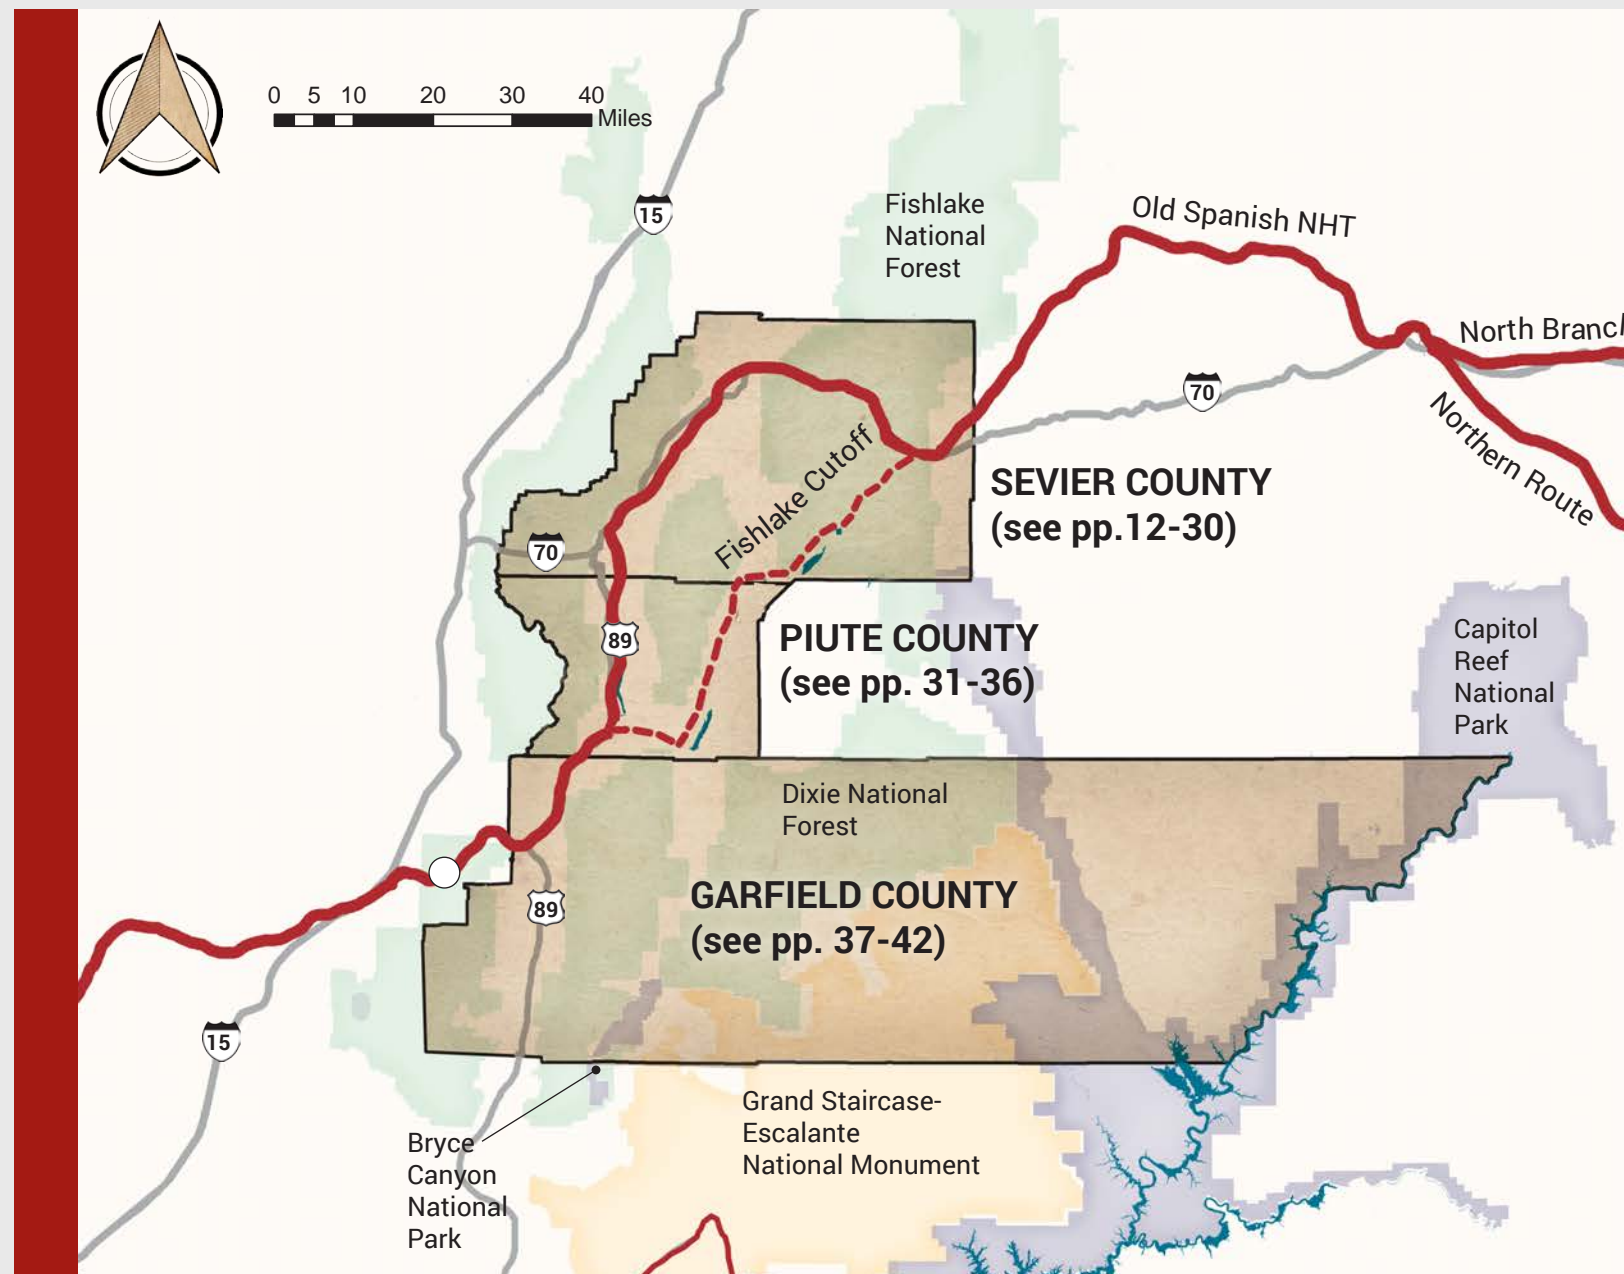 0 5 10 20 30 40
Miles
15
Fishlake
National
Forest
Old Spanish NHT
North Branch
70
Northern Route
Fishlake Cutoff
SEVIER COUNTY
(see pp.12-30)
70
89
PIUTE COUNTY
(see pp. 31-36)
Capitol
Reef
National
Park
Dixie National
Forest
GARFIELD COUNTY
(see pp. 37-42)
89
15
Grand Staircase-
Escalante
National Monument
Bryce
Canyon
National
Park